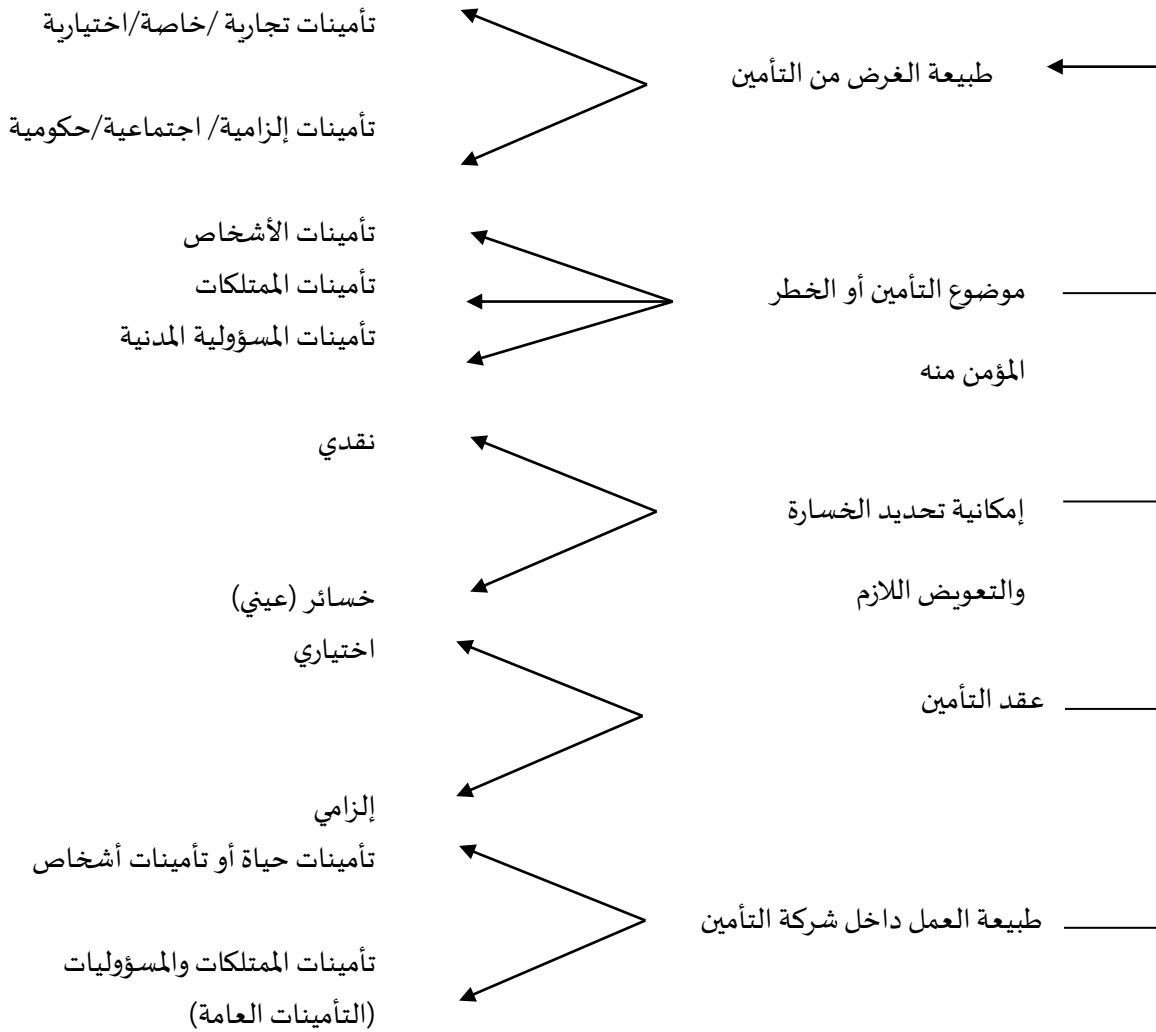 طبيعة الغرض من التأمين
تأمينات تجارية /خاصة/اختيارية
تأمينات إلزامية/ اجتماعية/حكومية
موضوع التأمين أو الخطر
المؤمن منه
تأمينات الأشخاص
تأمينات الممتلكات
تأمينات المسؤولية المدنية
إمكانية تحديد الخسارة
والتعويض اللازم
نقدي
خسائر (عيني)
عقد التأمين
اختياري
إلزامي
طبيعة العمل داخل شركة التأمين
تأمينات حياة أو تأمينات أشخاص
تأمينات الممتلكات والمسؤوليات
(التأمينات العامة)